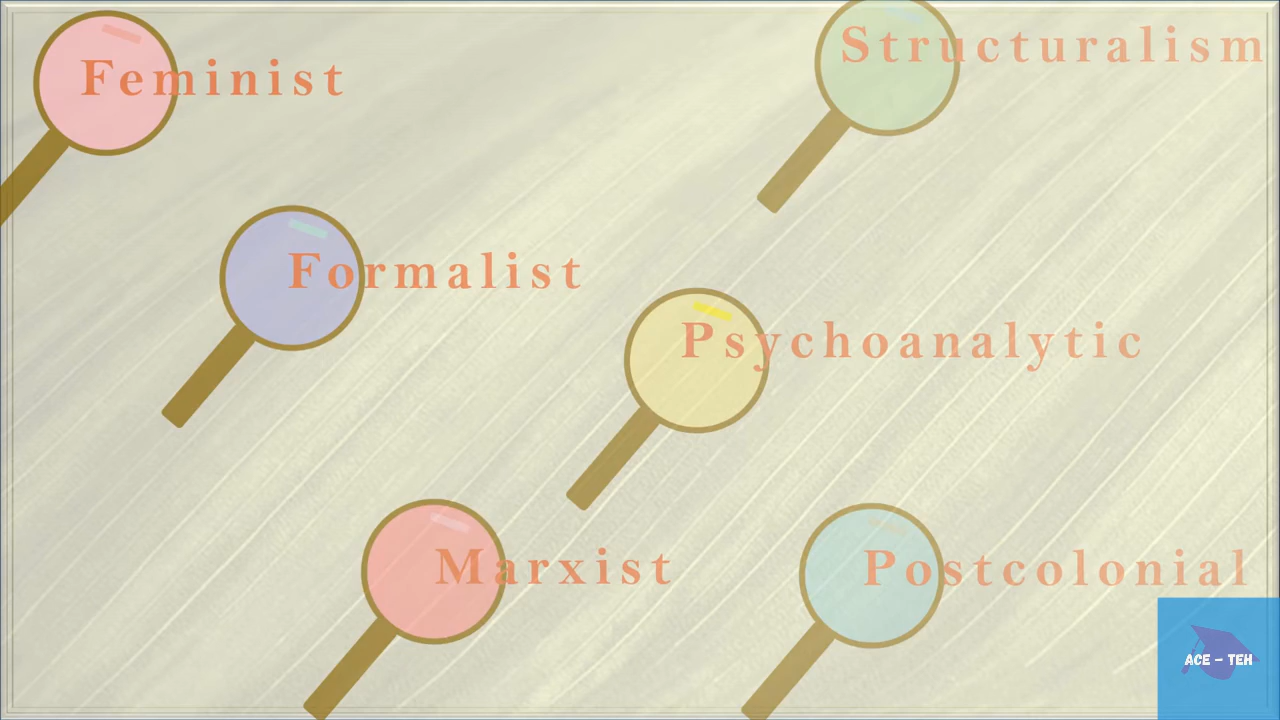 Feminist
Structuralism
Formalist
Psychoanalytic
Marxist
Postcolonial
ACE - TEH